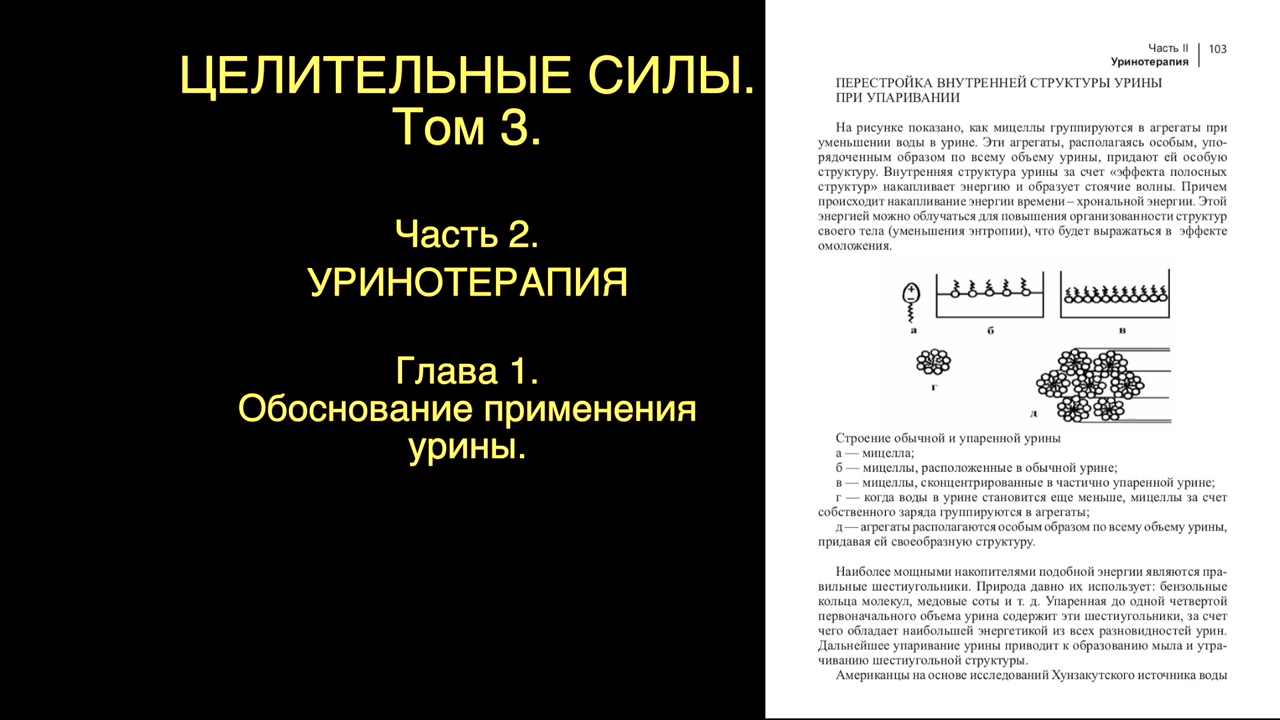 ЦЕЛИТЕЛЬНЫЕ СИЛЫ.
Том 3.
Часть 2.
УРИНОТЕРАПИЯ
Глава 1.
Обоснование применения
урины.
Часть II
Уринотерапия
103
ПЕРЕСТРОЙКА ВНУТРЕННЕЙ СТРУКТУРЫ УРИНЫ
ПРИ УПАРИВАНИИ
На рисунке показано, как мицеллы группируются в агрегаты при
уменьшении воды в урине. Эти агрегаты, располагаясь особым, упо-
рядоченным образом по всему объему урины, придают ей особую
структуру. Внутренняя структура урины за счет «эффекта полосных
структур» накапливает энергию и образует стоячие волны. Причем
происходит накапливание энергии времени – хрональной энергии. Этой
энергией можно облучаться для повышения организованности структур
своего тела (уменьшения энтропии), что будет выражаться в эффекте
омоложения.
а
б
в
г
д
Строение обычной и упаренной урины
а — мицелла;
б — мицеллы, расположенные в обычной урине;
в — мицеллы, сконцентрированные в частично упаренной урине;
г — когда воды в урине становится еще меньше, мицеллы за счет
собственного заряда группируются в агрегаты;
д — агрегаты располагаются особым образом по всему объему урины,
придавая ей своеобразную структуру.
Наиболее мощными накопителями подобной энергии являются пра-
вильные шестиугольники. Природа давно их использует: бензольные
кольца молекул, медовые соты и т. д. Упаренная до одной четвертой
первоначального объема урина содержит эти шестиугольники, за счет
чего обладает наибольшей энергетикой из всех разновидностей урин.
Дальнейшее упаривание урины приводит к образованию мыла и утра-
чиванию шестиугольной структуры.
Американцы на основе исследований Хунзакутского источника воды